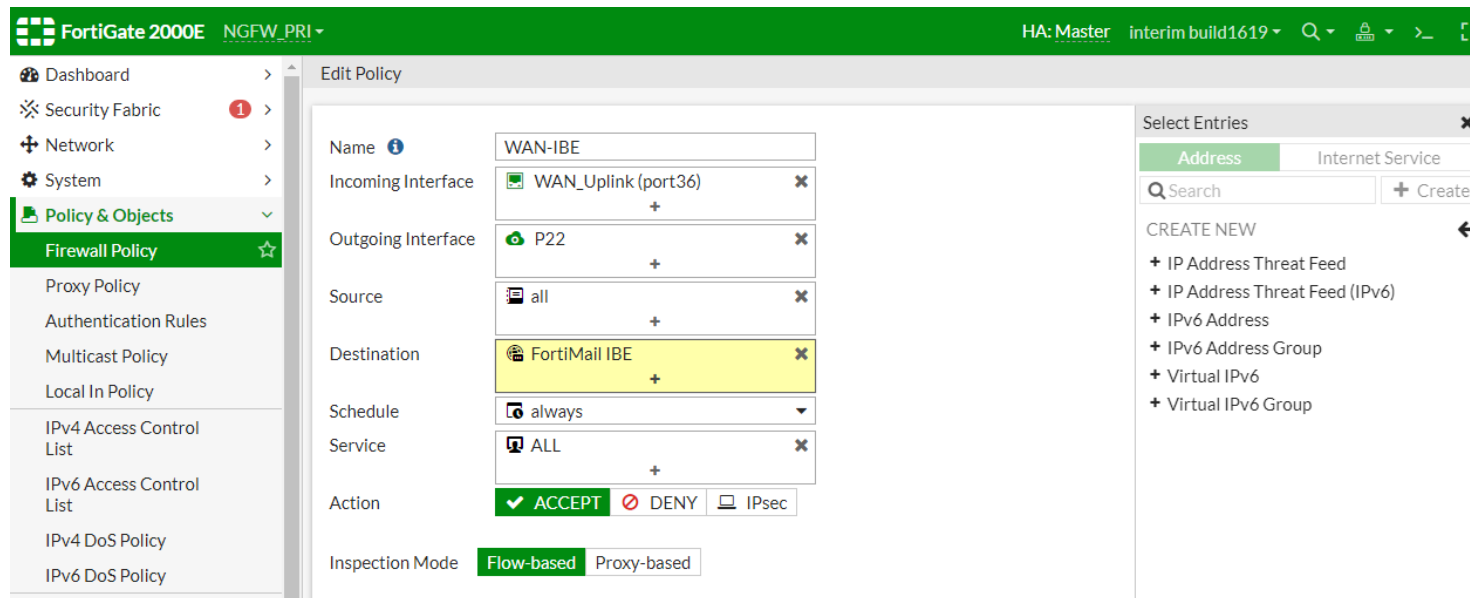 FortiGate 2000E NGFW_PRI HA: Master interim build1619 >_
Dashboard
Security Fabric 1
Network
System
Policy & Objects
Firewall Policy
Proxy Policy
Authentication Rules
Multicast Policy
Local In Policy
IPv4 Access Control
List
IPv6 Access Control
List
IPv4 DoS Policy
IPv6 DoS Policy
Edit Policy
Name WAN-IBE
Incoming Interface WAN_Uplink (port36)
+
Outgoing Interface P22
+
Source all
+
Destination FortiMail IBE
+
Schedule always
Service ALL
+
Action ACCEPT DENY IPsec
Inspection Mode Flow-based Proxy-based
Select Entries
Address Internet Service
Search + Create
CREATE NEW
+ IP Address Threat Feed
+ IP Address Threat Feed (IPv6)
+ IPv6 Address
+ IPv6 Address Group
+ Virtual IPv6
+ Virtual IPv6 Group